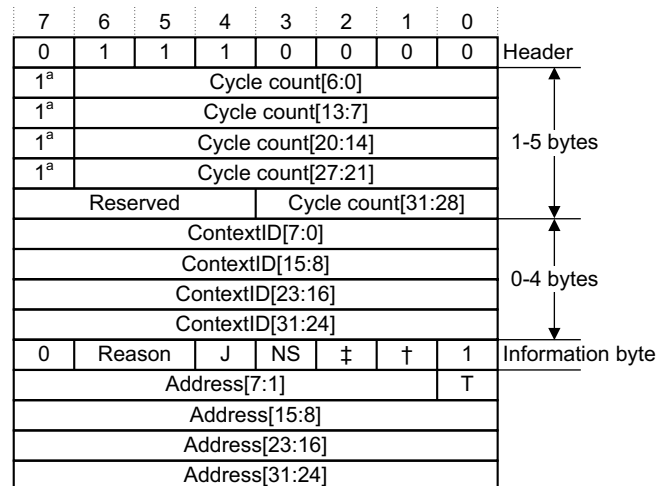 7 6 5 4 3 2 1 0
0 1 1 1 0 0 0 0 Header
1a Cycle count[6:0]
1a Cycle count[13:7]
1a Cycle count[20:14] 1-5 bytes
1a Cycle count[27:21]
Reserved Cycle count[31:28]
ContextID[7:0]
ContextID[15:8]
ContextID[23:16] 0-4 bytes
ContextID[31:24]
0 Reason J NS ‡ † 1 Information byte
Address[7:1] T
Address[15:8]
Address[23:16]
Address[31:24]